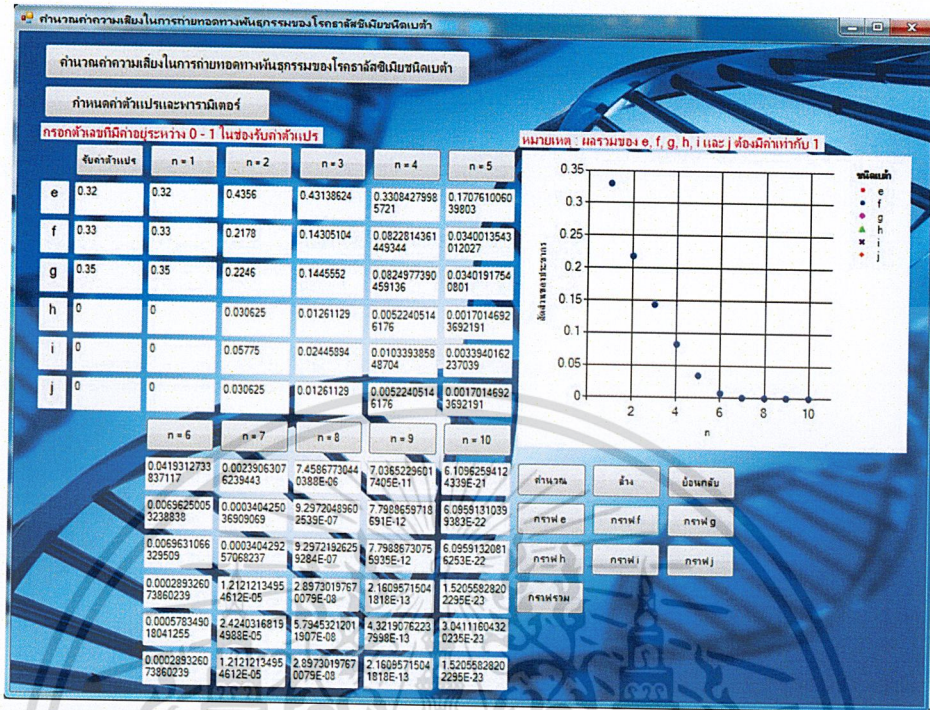 คำนวณค่าความเสี่ยงในการถ่ายทอดทางพันธุกรรมของโรคธาลัสซิเมียชนิดเบต้า
คำนวณค่าความเสี่ยงในการถ่ายทอดทางพันธุกรรมของโรคธาลัสซิเมียชนิดเบต้า
กำหนดค่าตัวแปรและพารามิเตอร์
กรอกตัวเลขที่มีค่าอยู่ระหว่าง 0 - 1 ในช่องรับค่าตัวแปร
รับค่าตัวแปร n = 1 n = 2 n = 3 n = 4 n = 5
e 0.32 0.32 0.4356 0.43138624 0.33084279985721 0.170761006039803
f 0.33 0.33 0.2178 0.14305104 0.0822814361449344 0.0340013543012027
g 0.35 0.35 0.2246 0.1445552 0.0824977390459136 0.03401917540801
h 0 0 0.030625 0.01261129 0.00522405146176 0.00170146923692191
i 0 0 0.05775 0.02445894 0.010339385848704 0.0033940162237039
j 0 0 0.030625 0.01261129 0.00522405146176 0.00170146923692191
n = 6 n = 7 n = 8 n = 9 n = 10
0.0419312733837117 0.00239063076239443 7.45867730440388E-06 7.03652296017405E-11 6.10962594124339E-21
0.00696250053238838 0.000340425036909069 9.29720489602539E-07 7.7988659718691E-12 6.09591310399383E-22
0.0069631066329509 0.00034042925706823​7 9.29721926259284E-07 7.79886730755935E-12 6.09591320816253E-22
0.000289326073860239 1.21212134954612E-05 2.89730197670079E-08 2.16095715041818E-13 1.52055828202295E-23
0.000578349018041255 2.42403168154988E-05 5.79453212011907E-08 4.32190762237998E-13 3.04111604320235E-23
0.000289326073860239 1.21212134954612E-05 2.89730197670079E-08 2.16095715041818E-13 1.52055828202295E-23
หมายเหตุ : ผลรวมของ e, f, g, h, i และ j ต้องมีค่าเท่ากับ 1
0.35
0.3
0.25
0.2
0.15
0.1
0.05
0
2 4 6 8 10
n
สัดส่วนของประชากร
ชนิดเบต้า
e
f
g
h
i
j
คำนวณ ล้าง ย้อนกลับ
กราฟ e กราฟ f กราฟ g
กราฟ h กราฟ i กราฟ j
กราฟรวม